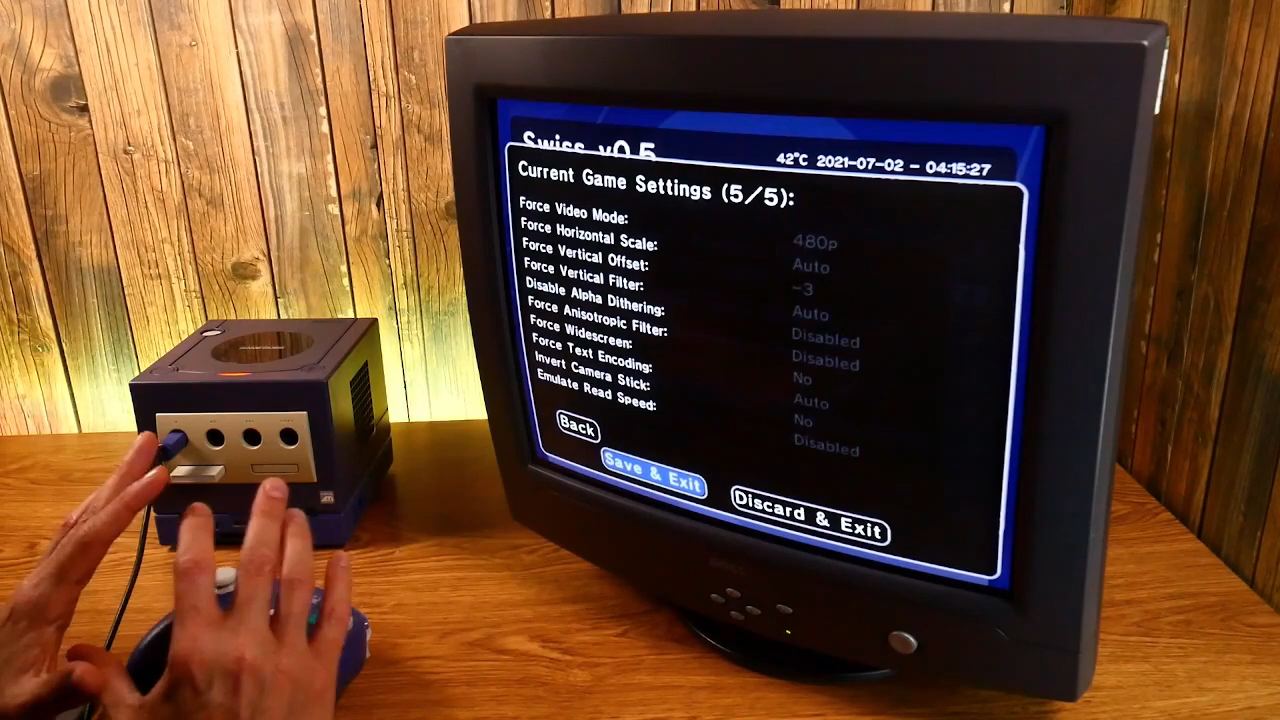 Swiss v0.5
42°C 2021-07-02 - 04:15:27
Current Game Settings (5/5):
Force Video Mode: 480p
Force Horizontal Scale: Auto
Force Vertical Offset: -3
Force Vertical Filter: Auto
Disable Alpha Dithering: Disabled
Force Anisotropic Filter: Disabled
Force Widescreen: No
Force Text Encoding: Auto
Invert Camera Stick: No
Emulate Read Speed: Disabled
Back
Save & Exit
Discard & Exit